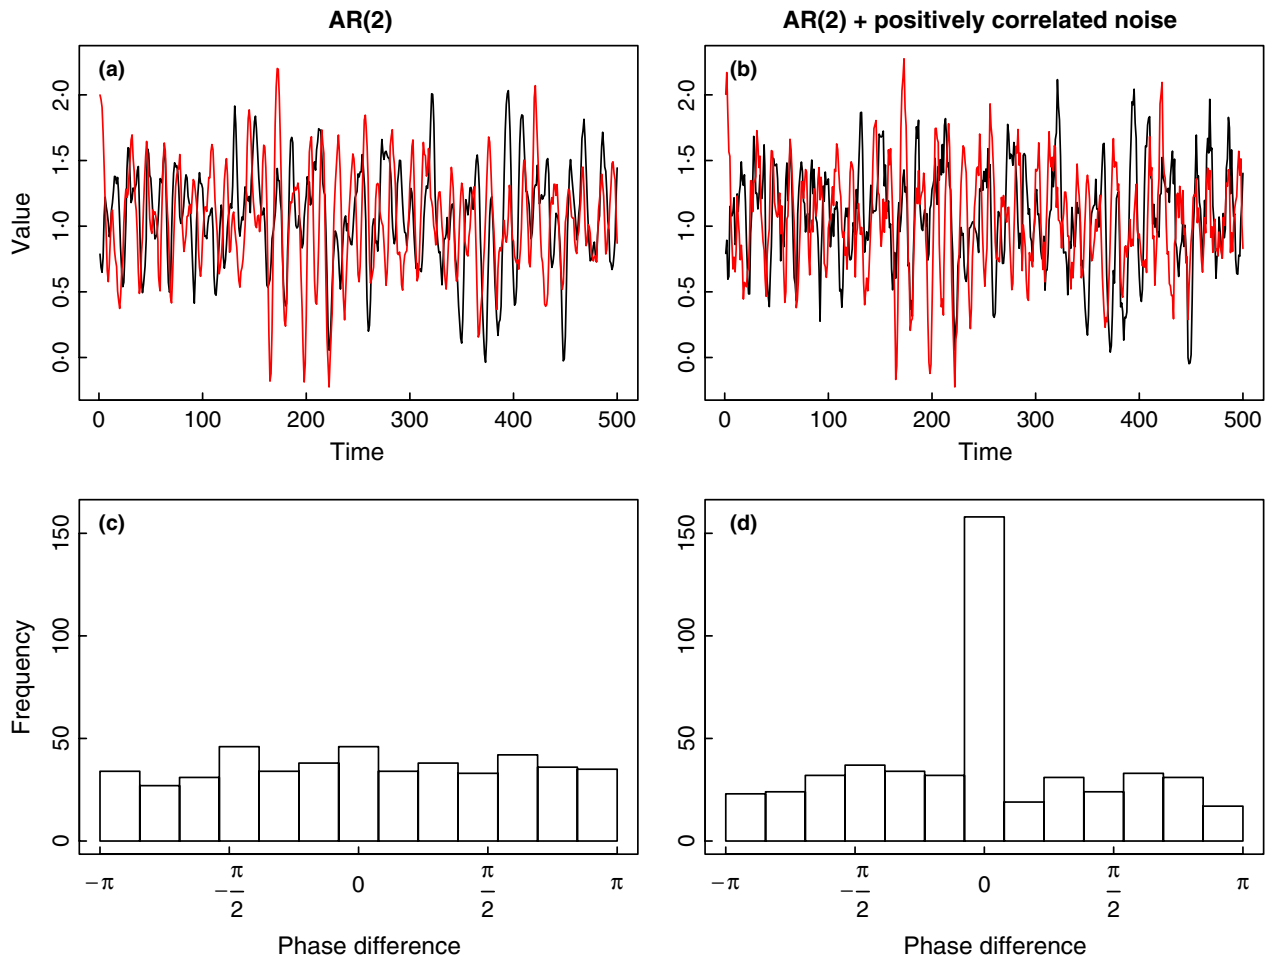 AR(2)
AR(2) + positively correlated noise
(a)
(b)
Value
0·0 0·5 1·0 1·5 2·0
0·0 0·5 1·0 1·5 2·0
0 100 200 300 400 500
0 100 200 300 400 500
Time
Time
(c)
(d)
Frequency
0 50 100 150
0 50 100 150
−π −π/2 0 π/2 π
−π −π/2 0 π/2 π
Phase difference
Phase difference